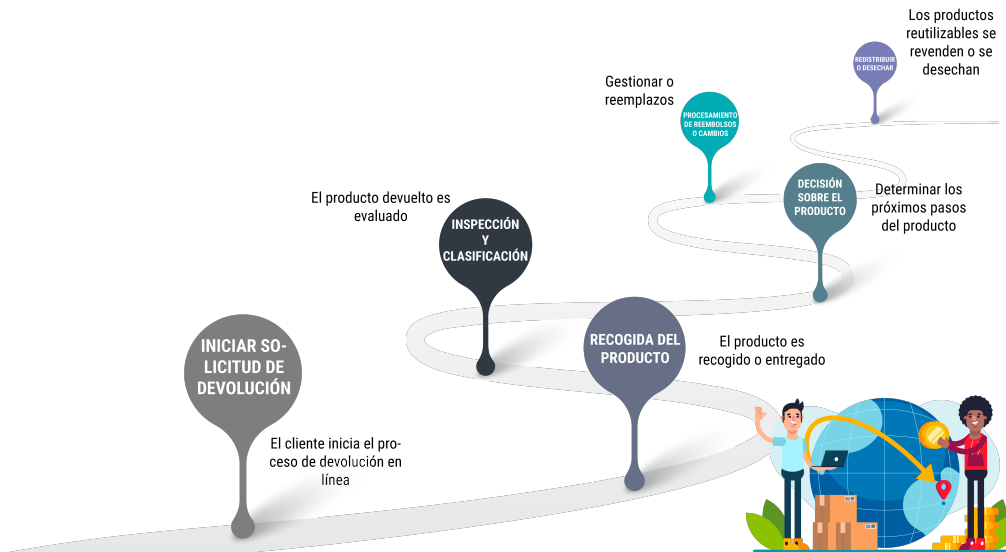 INICIAR SO-
LICITUD DE
DEVOLUCIÓN
El cliente inicia el pro-
ceso de devolución en
línea
RECOGIDA DEL
PRODUCTO
El producto es
recogido o entregado
INSPECCIÓN
Y
CLASIFICACIÓN
El producto devuelto es
evaluado
DECISIÓN
SOBRE EL
PRODUCTO
Determinar los
próximos pasos
del producto
PROCESAMIENTO
DE REEMBOLSOS
O CAMBIOS
Gestionar o
reemplazos
REDISTRIBUIR
O DESECHAR
Los productos
reutilizables se
revenden o se
desechan